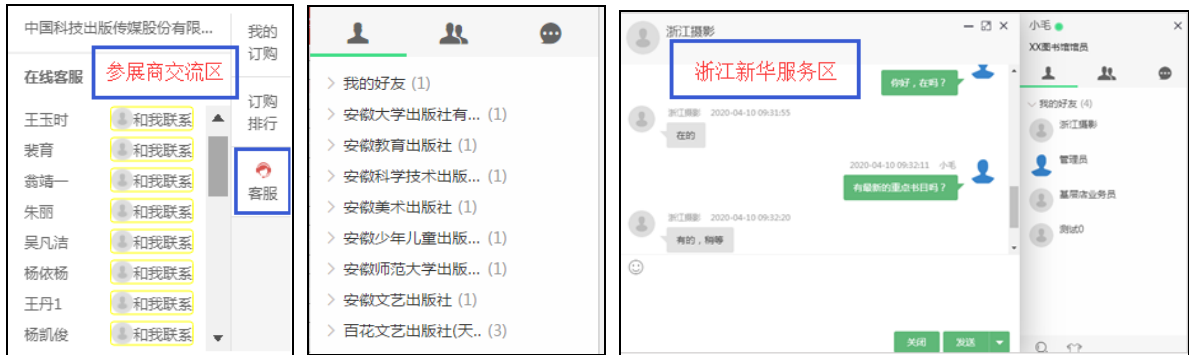 中国科技出版传媒股份有限...
我的
订购
在线客服
参展商交流区
订购
排行
王玉时
和我联系
裴育
和我联系
客服
翁靖一
和我联系
朱丽
和我联系
吴凡洁
和我联系
杨依杨
和我联系
王丹1
和我联系
杨凯俊
和我联系
我的好友 (1)
安徽大学出版社有... (1)
安徽教育出版社 (1)
安徽科学技术出版... (1)
安徽美术出版社 (1)
安徽少年儿童出版... (1)
安徽师范大学出版... (1)
安徽文艺出版社 (1)
百花文艺出版社(天.. (3)
浙江摄影
浙江新华服务区
你好，在吗？
浙江摄影 2020-04-10 09:31:55
在的
2020-04-10 09:32:11 小毛
有最新的重点书目吗？
浙江摄影 2020-04-10 09:32:20
有的，稍等
关闭
发送
小毛
XX图书馆馆员
我的好友 (4)
浙江摄影
管理员
基层店业务员
测试0